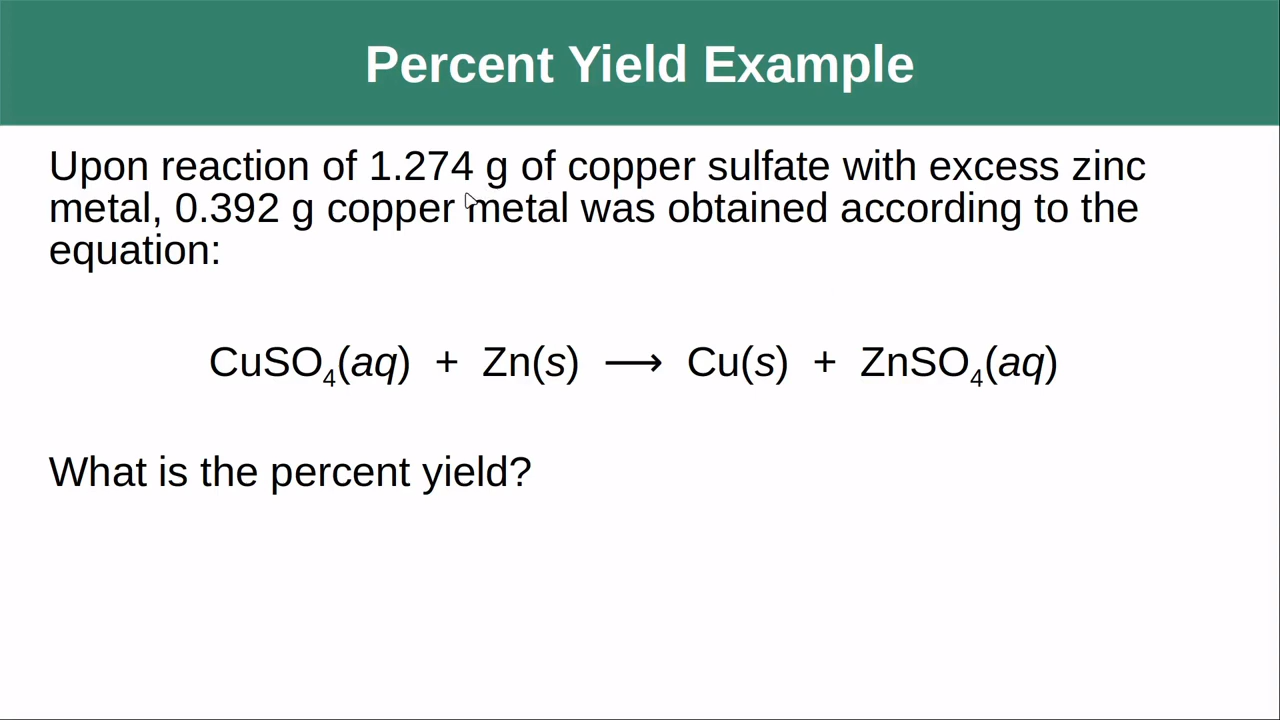 Percent Yield Example
Upon reaction of 1.274 g of copper sulfate with excess zinc
metal, 0.392 g copper metal was obtained according to the
equation:
CuSO₄(aq) + Zn(s) ⟶ Cu(s) + ZnSO₄(aq)
What is the percent yield?